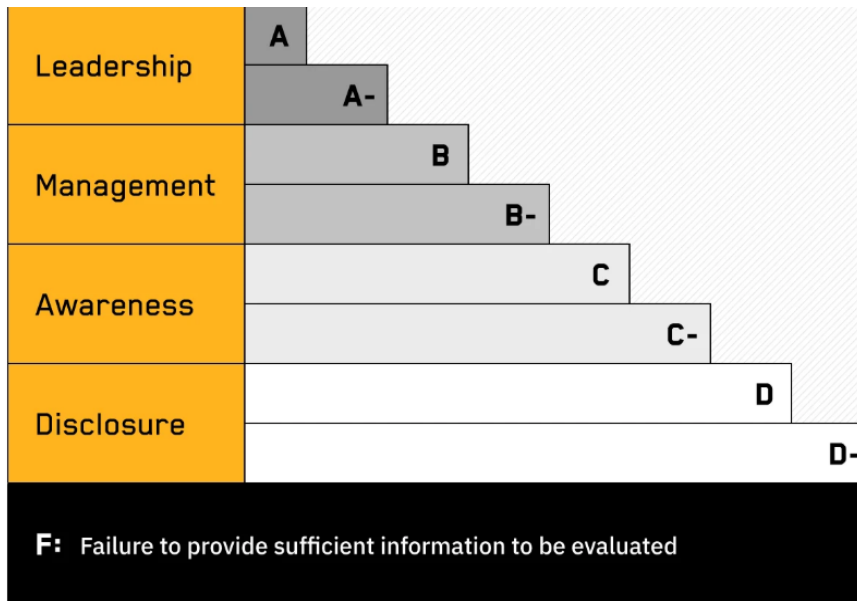 Leadership
A
A-
Management
B
B-
Awareness
C
C-
Disclosure
D
D-
F: Failure to provide sufficient information to be evaluated